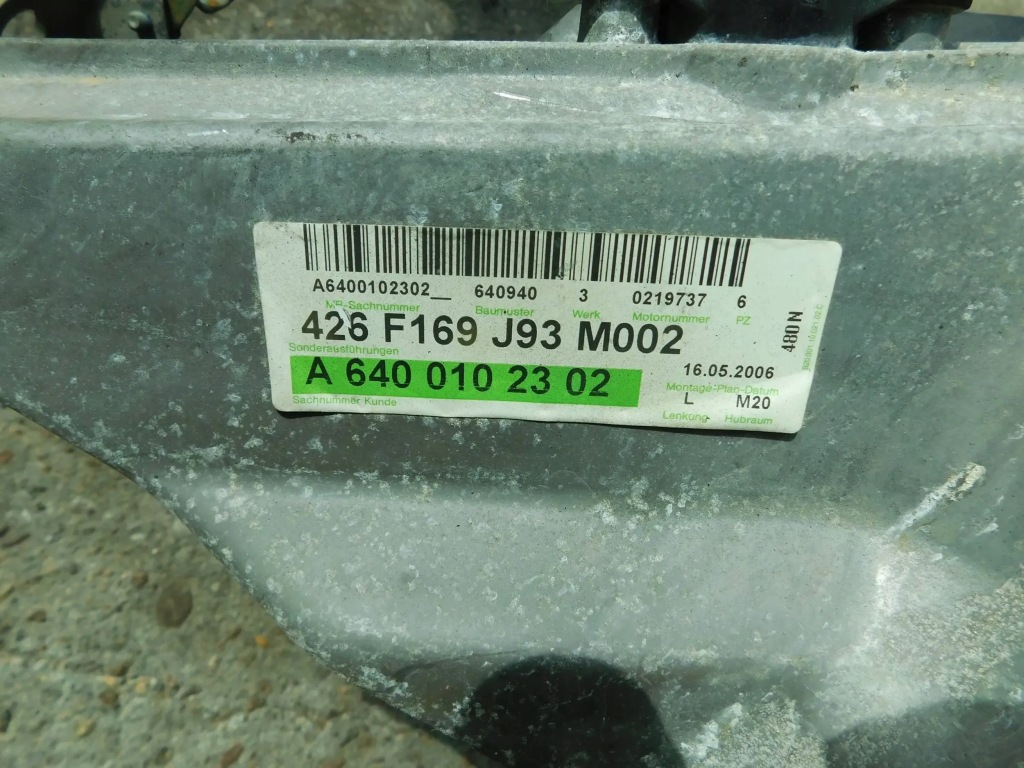 A6400102302__ 640940 3 0219737 6
MB-Sachnummer Baumuster Werk Motornummer PZ
426 F169 J93 M002
Sonderausführungen
A 640 010 23 02
Sachnummer Kunde
16.05.2006
Montage-Plan-Datum
L M20
Lenkung Hubraum
480N